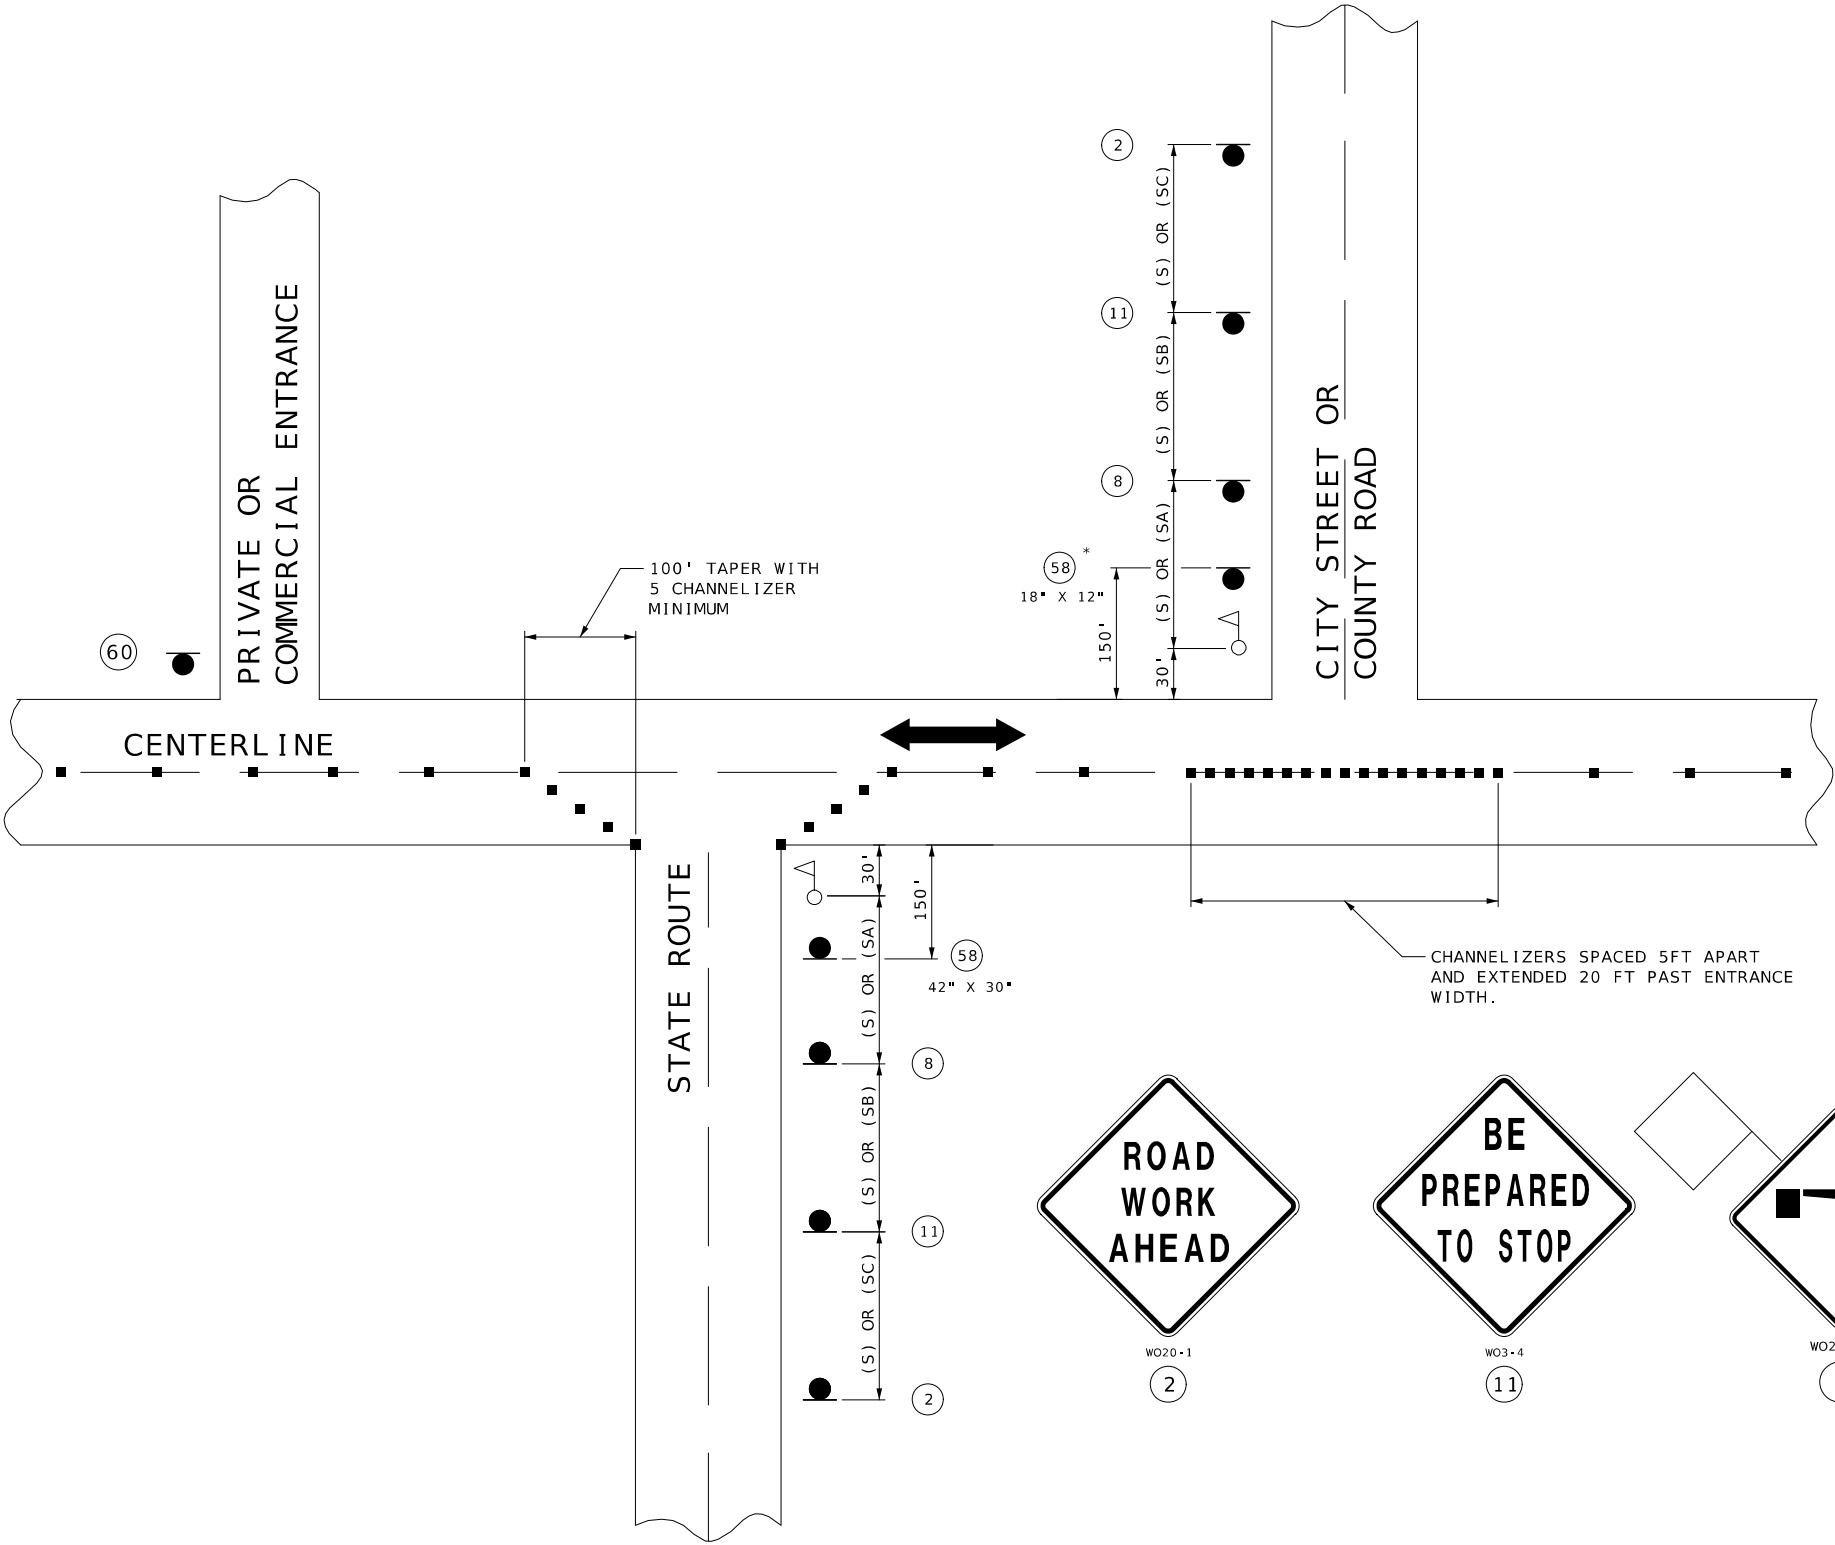 2
(S) OR (SC)
11
(S) OR (SB)
8
(S) OR (SA)
58 *
18" X 12"
150'
30'
CITY STREET OR
COUNTY ROAD
PRIVATE OR
COMMERCIAL ENTRANCE
60
100' TAPER WITH
5 CHANNELIZER
MINIMUM
CENTERLINE
STATE ROUTE
30'
150'
(S) OR (SA)
58
42" X 30"
8
(S) OR (SB)
11
(S) OR (SC)
2
CHANNELIZERS SPACED 5FT APART
AND EXTENDED 20 FT PAST ENTRANCE
WIDTH.
ROAD
WORK
AHEAD
WO20-1
2
BE
PREPARED
TO STOP
WO3-4
11
WO2